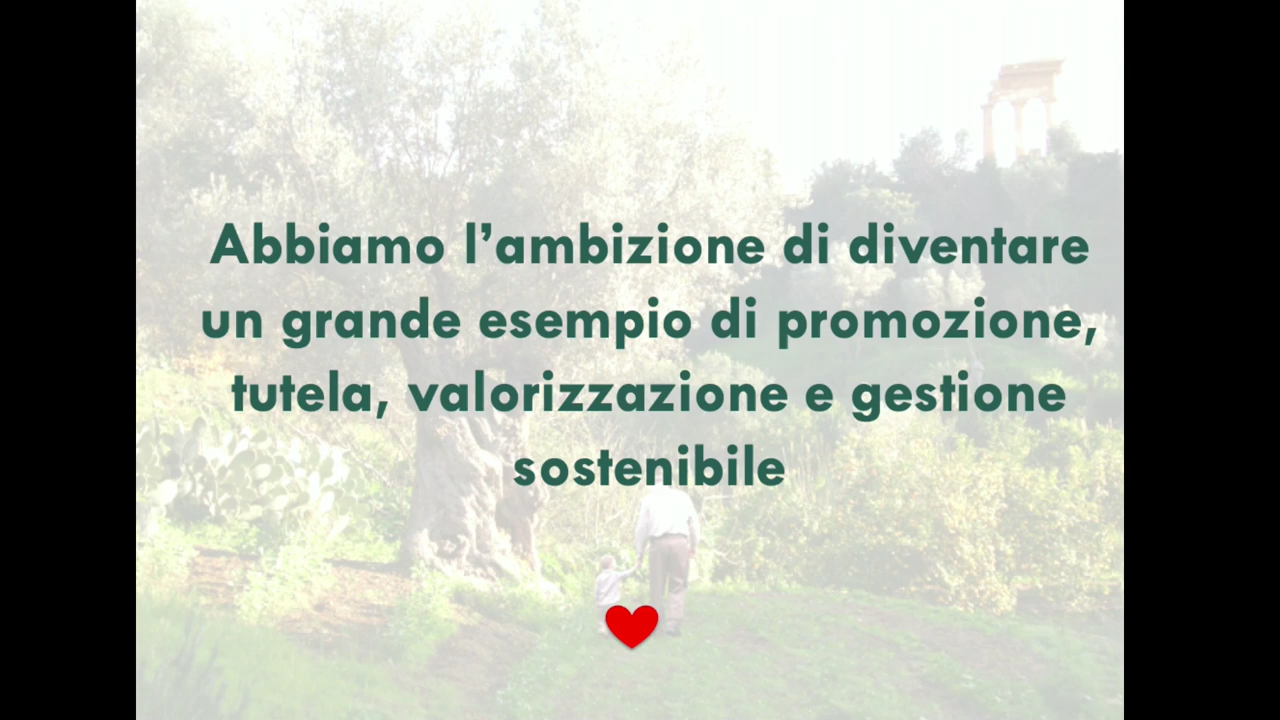 Abbiamo l’ambizione di diventare
un grande esempio di promozione,
tutela, valorizzazione e gestione
sostenibile